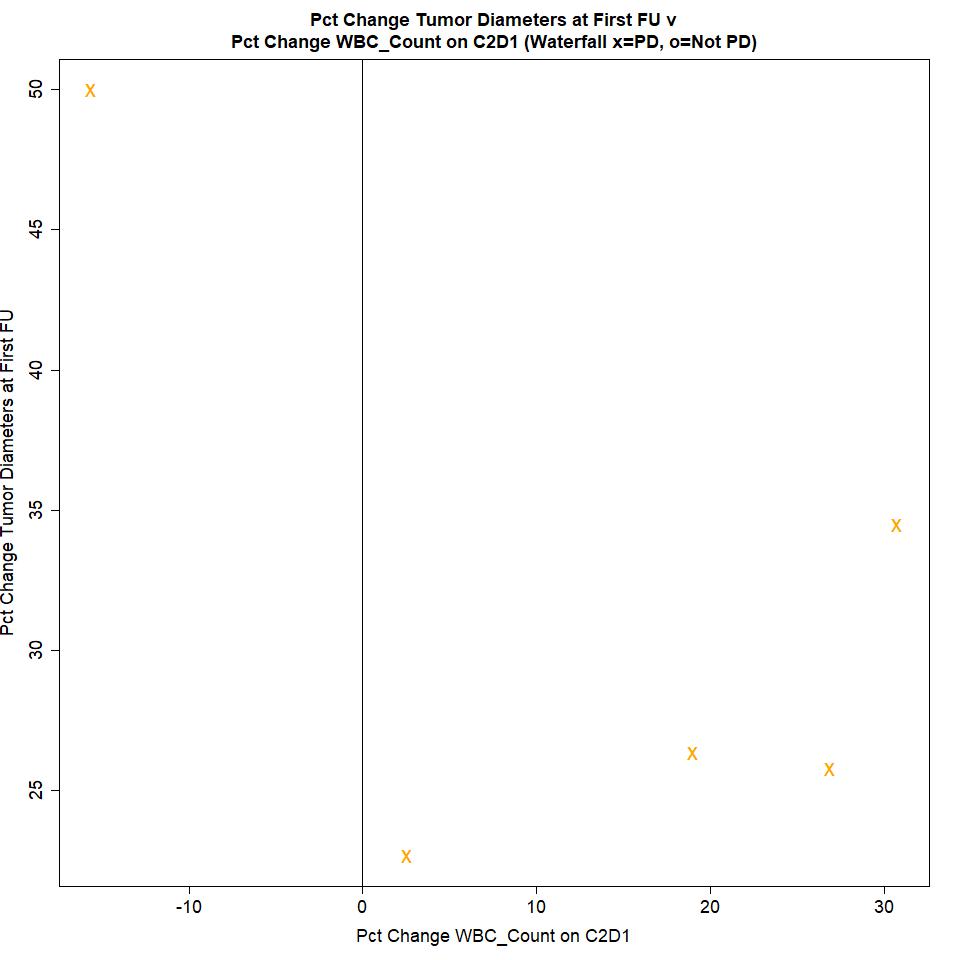 Pct Change Tumor Diameters at First FU v
Pct Change WBC_Count on C2D1 (Waterfall x=PD, o=Not PD)
50
45
40
35
30
25
Pct Change Tumor Diameters at First FU
X
X
X
X
X
-10
0
10
20
30
Pct Change WBC_Count on C2D1